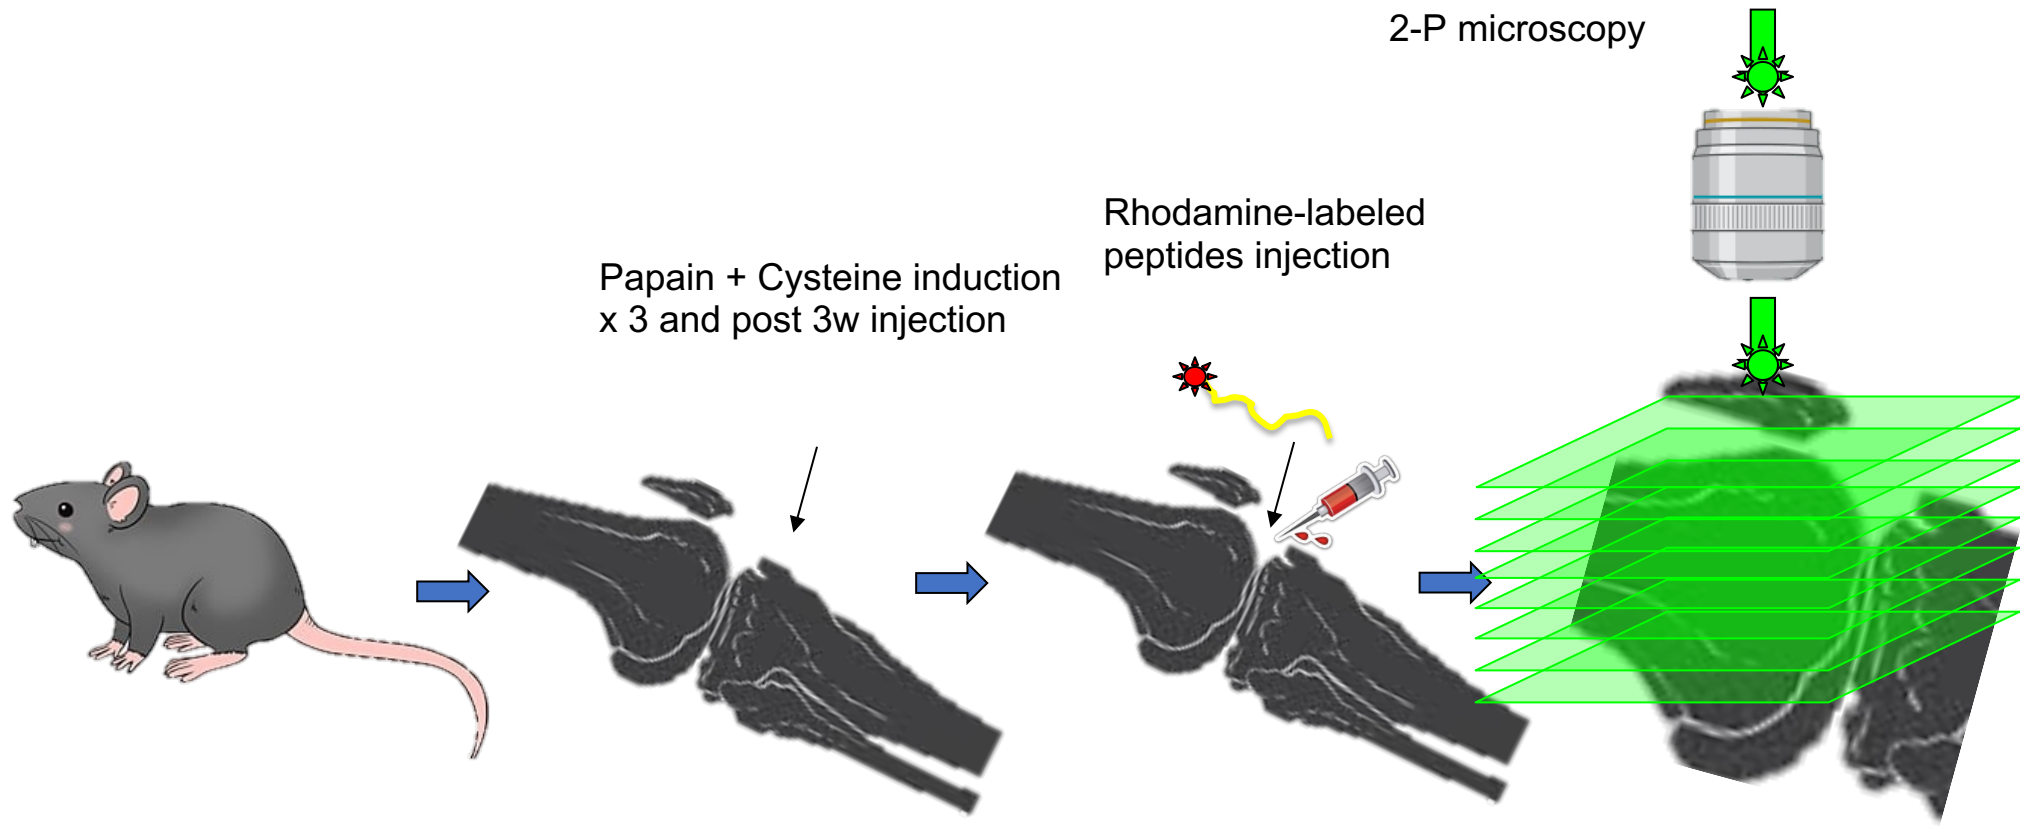 2-P microscopy
Rhodamine-labeled
peptides injection
Papain + Cysteine induction
x 3 and post 3w injection